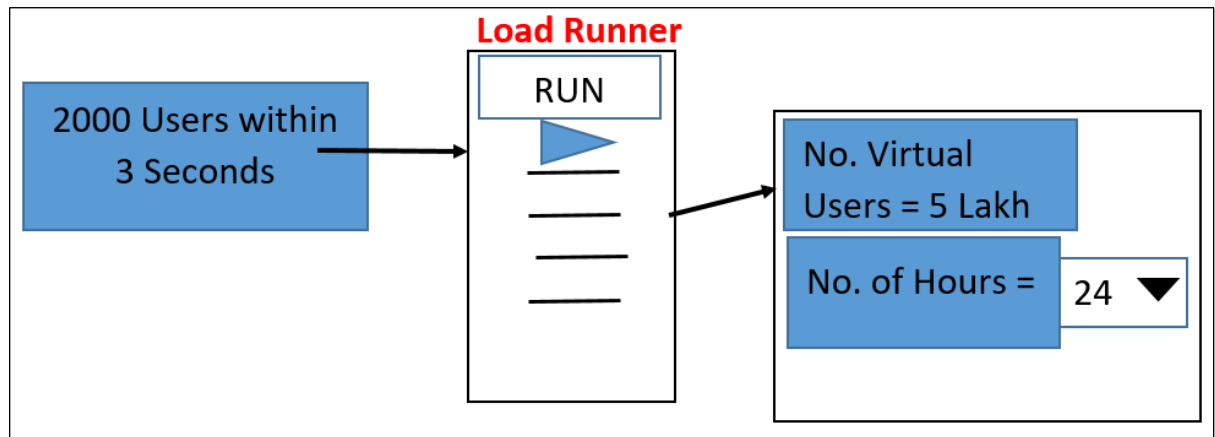 Load Runner
2000 Users within
3 Seconds
RUN
No. Virtual
Users = 5 Lakh
No. of Hours =
24